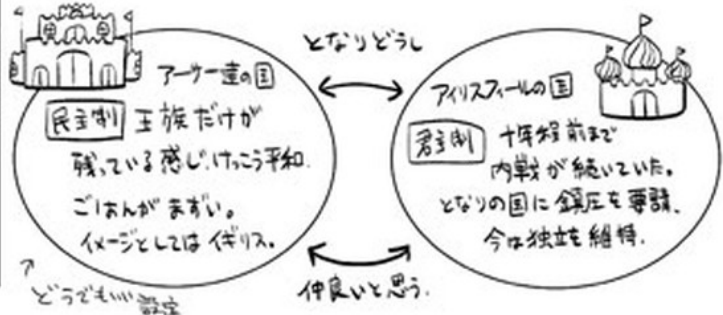 となりどうし
アーサー達の国
民主制 王族だけが
残っている感じ、けっこう平和.
ごはんがまずい。
イメージとしては イギリス。
どうでもいい設定
アイリスフィールの国
君主制 十年程前まで
内戦が続いていた。
となりの国に鎮圧を要請、
今は独立を維持.
仲良いと思う.